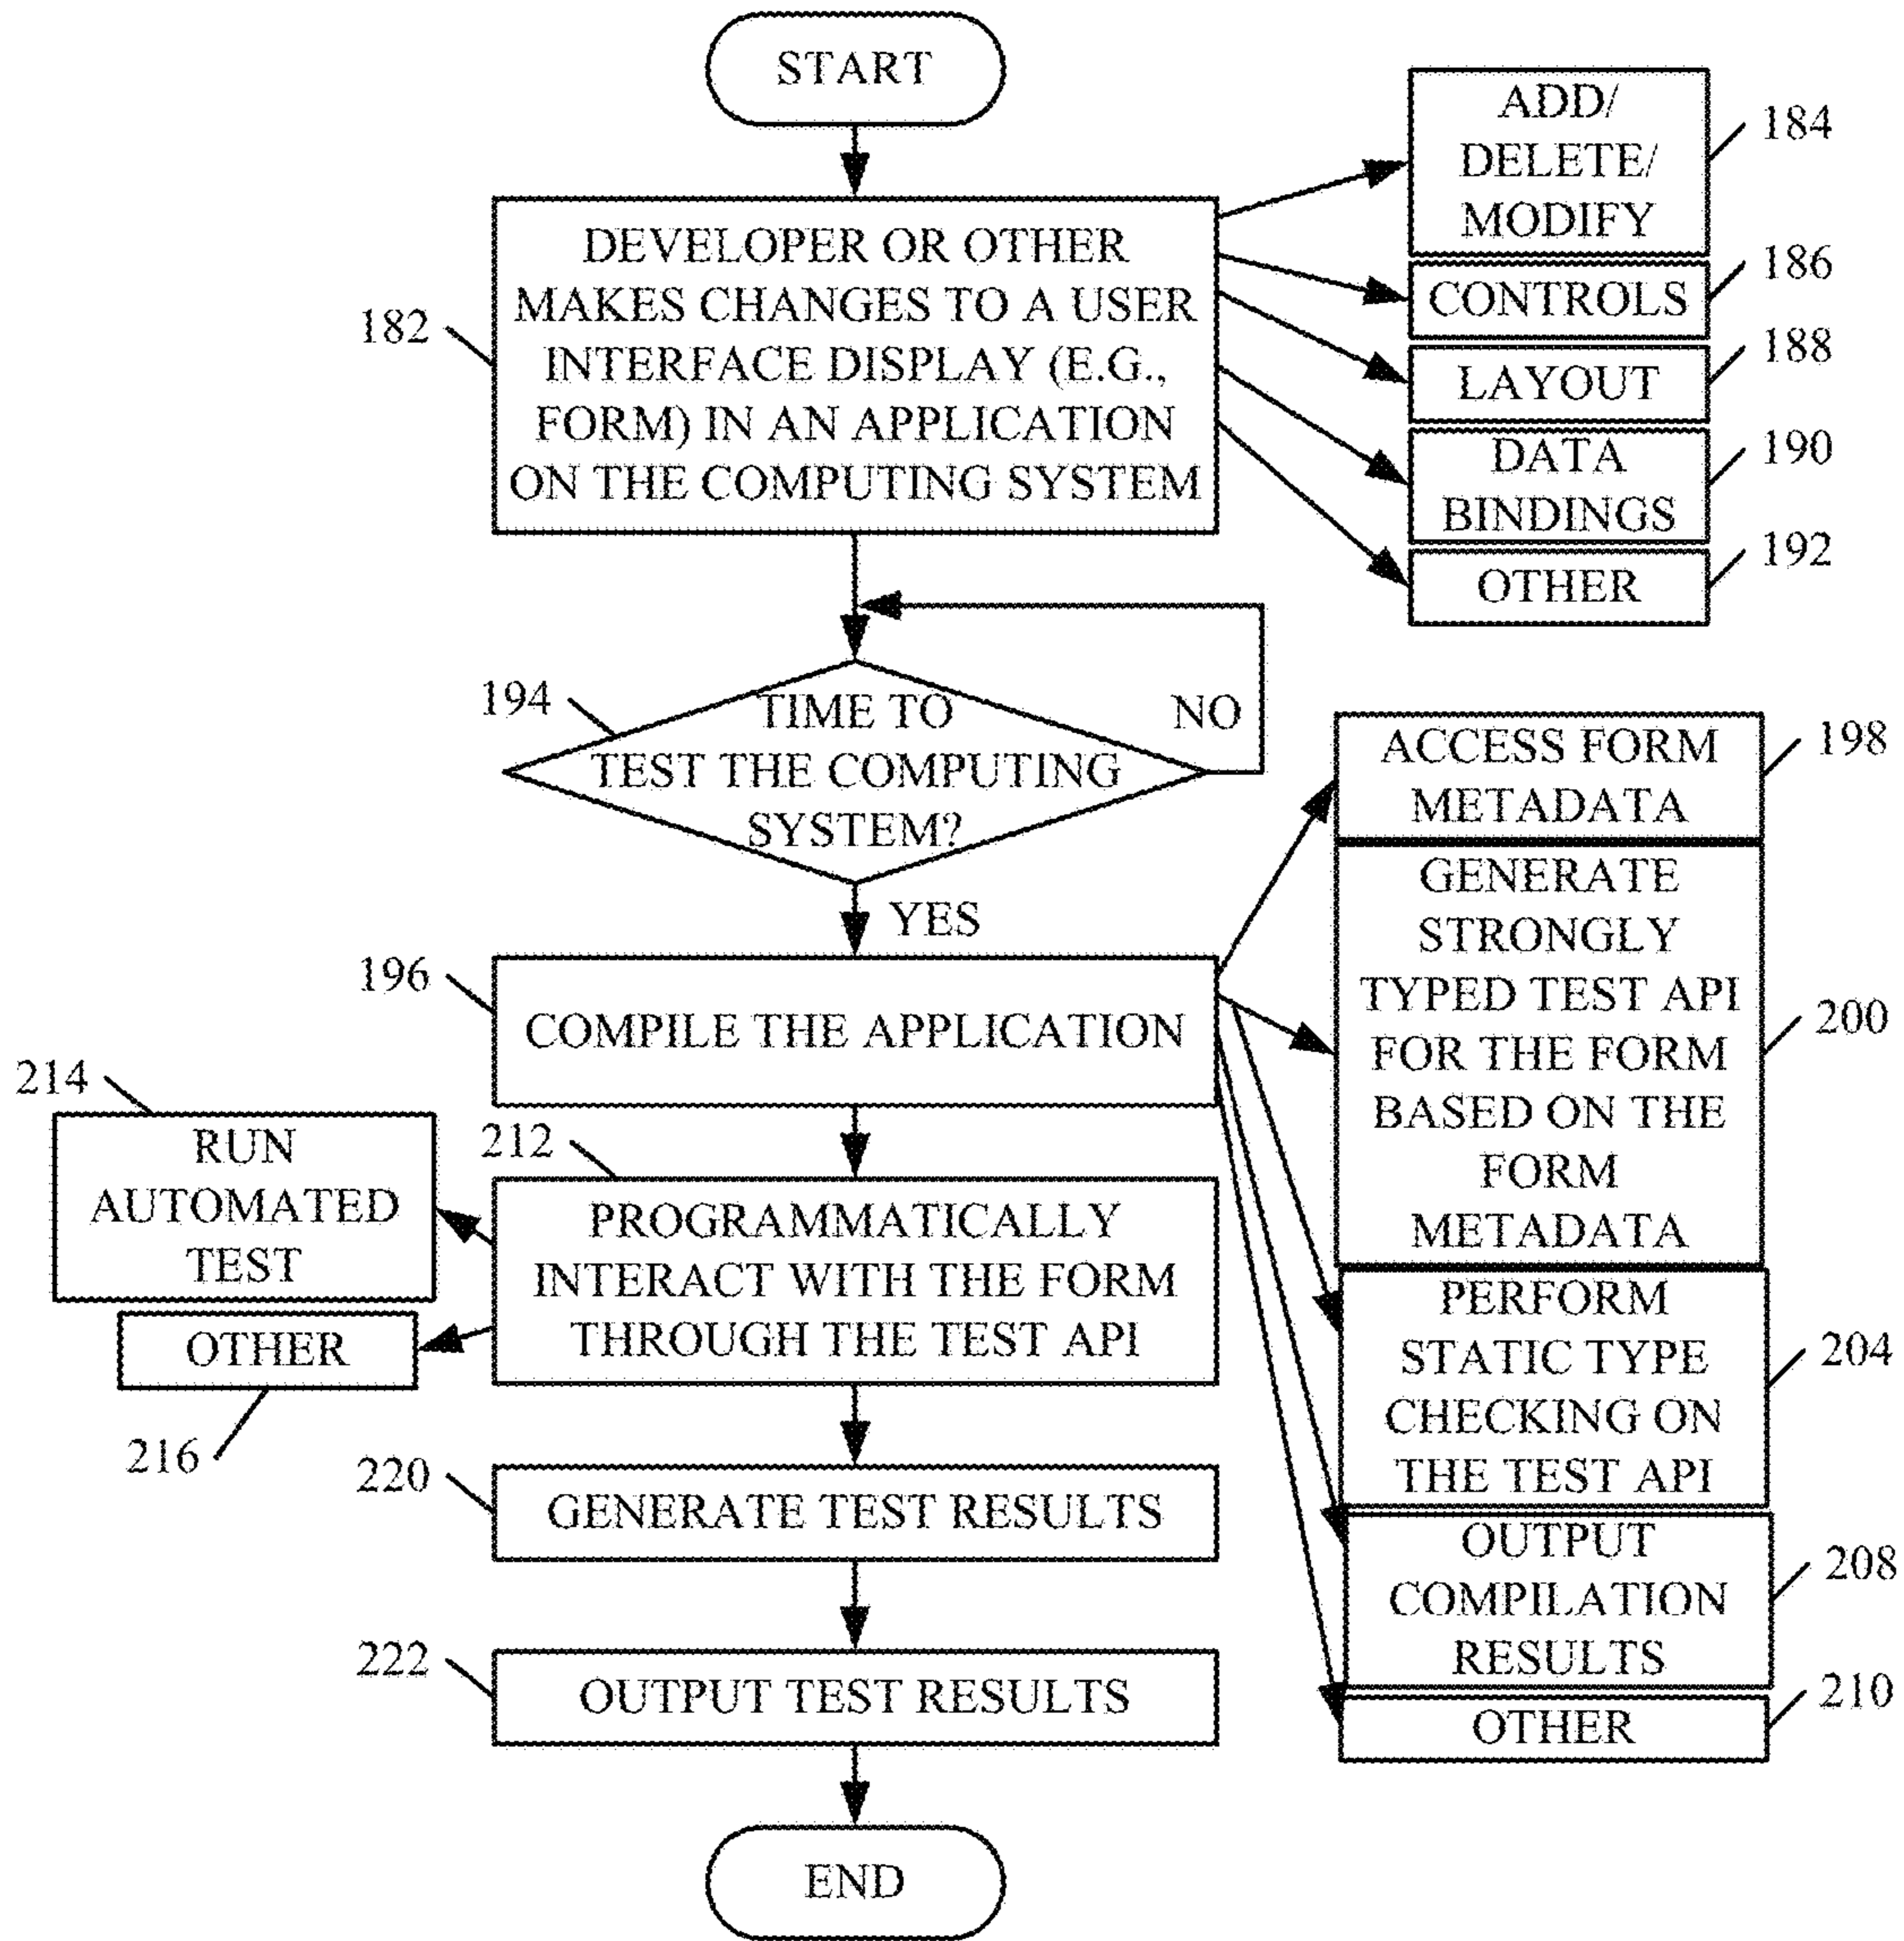 START
ADD/
DELETE/
MODIFY
184
DEVELOPER OR OTHER
MAKES CHANGES TO A USER
INTERFACE DISPLAY (E.G.,
FORM) IN AN APPLICATION
ON THE COMPUTING SYSTEM
182
CONTROLS
186
LAYOUT
188
DATA
BINDINGS
190
OTHER
192
194
TIME TO
TEST THE COMPUTING
SYSTEM?
NO
YES
ACCESS FORM
METADATA
198
196
COMPILE THE APPLICATION
GENERATE
STRONGLY
TYPED TEST API
FOR THE FORM
BASED ON THE
FORM
METADATA
200
214
RUN
AUTOMATED
TEST
212
PROGRAMMATICALLY
INTERACT WITH THE FORM
THROUGH THE TEST API
OTHER
216
PERFORM
STATIC TYPE
CHECKING ON
THE TEST API
204
220
GENERATE TEST RESULTS
OUTPUT
COMPILATION
RESULTS
208
222
OUTPUT TEST RESULTS
OTHER
210
END